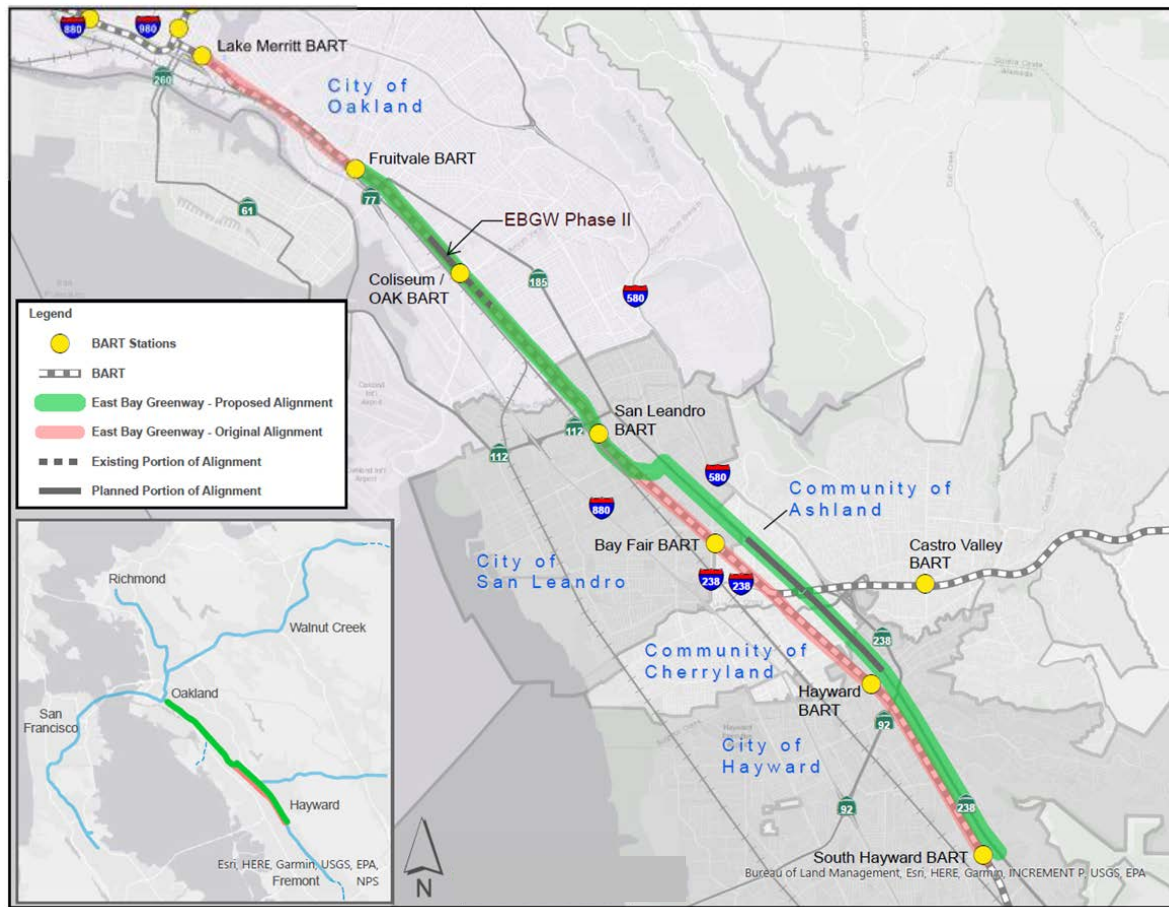 880
980
Lake Merritt BART
260
City of
Oakland
Fruitvale BART
77
61
EBGW Phase II
Coliseum /
OAK BART
185
580
Legend
BART Stations
BART
East Bay Greenway - Proposed Alignment
East Bay Greenway - Original Alignment
Existing Portion of Alignment
Planned Portion of Alignment
San Leandro
BART
112
112
580
880
Community of
Ashland
Bay Fair BART
City of
San Leandro
238
238
Castro Valley
BART
238
Community of
Cherryland
Hayward
BART
92
City of
Hayward
92
238
South Hayward BART
Bureau of Land Management, Esri, HERE, Garmin, INCREMENT P, USGS, EPA
Richmond
Walnut Creek
Oakland
San
Francisco
Hayward
Esri, HERE, Garmin, USGS, EPA,
Fremont NPS
N